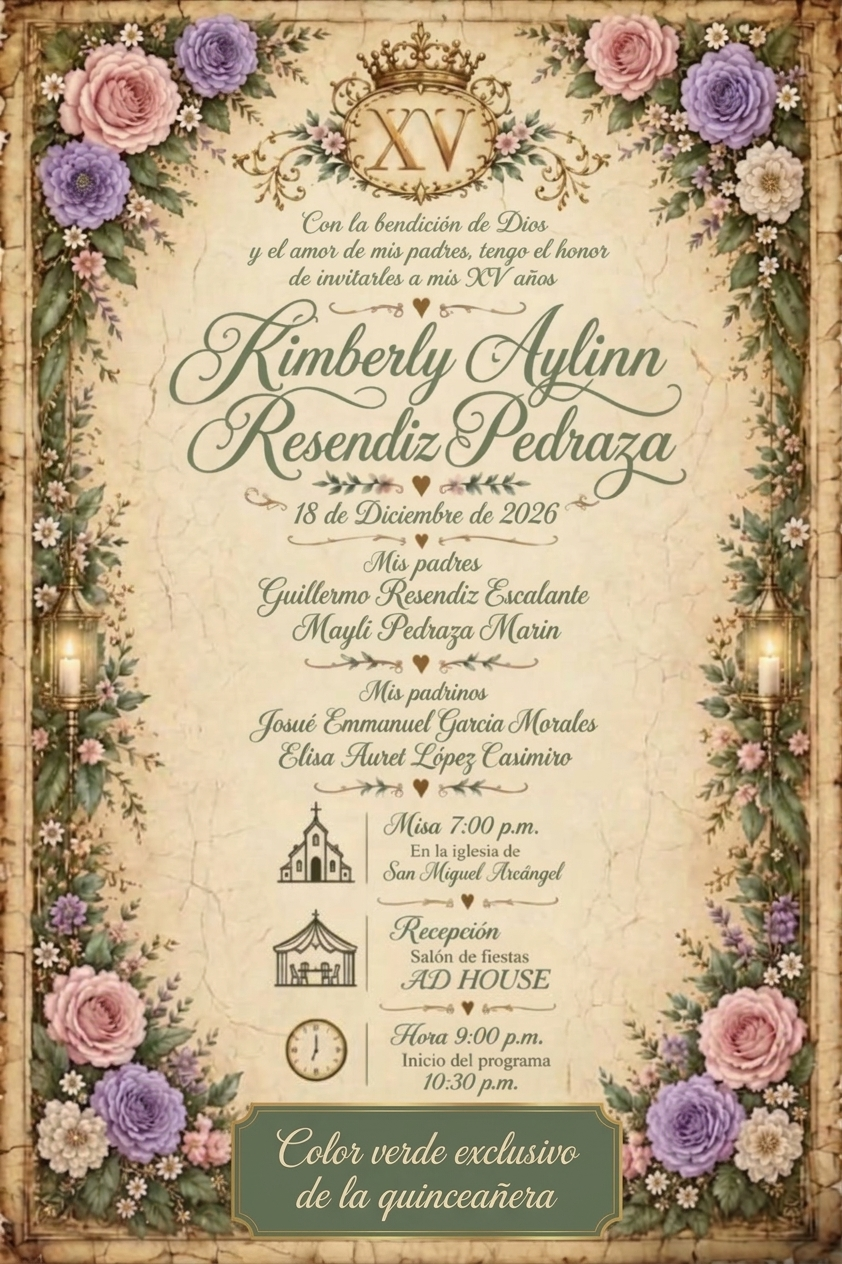 XV
Con la bendición de Dios
y el amor de mis padres, tengo el honor
de invitarles a mis XV años
Kimberly Aylinn
Resendiz Pedraza
18 de Diciembre de 2026
Mis padres
Guillermo Resendiz Escalante
Mayli Pedraza Marin
Mis padrinos
Josué Emmanuel Garcia Morales
Elisa Auret López Casimiro
Misa 7:00 p.m.
En la iglesia de
San Miguel Arcángel
Recepción
Salón de fiestas
AD HOUSE
Hora 9:00 p.m.
Inicio del programa
10:30 p.m.
Color verde exclusivo
de la quinceañera